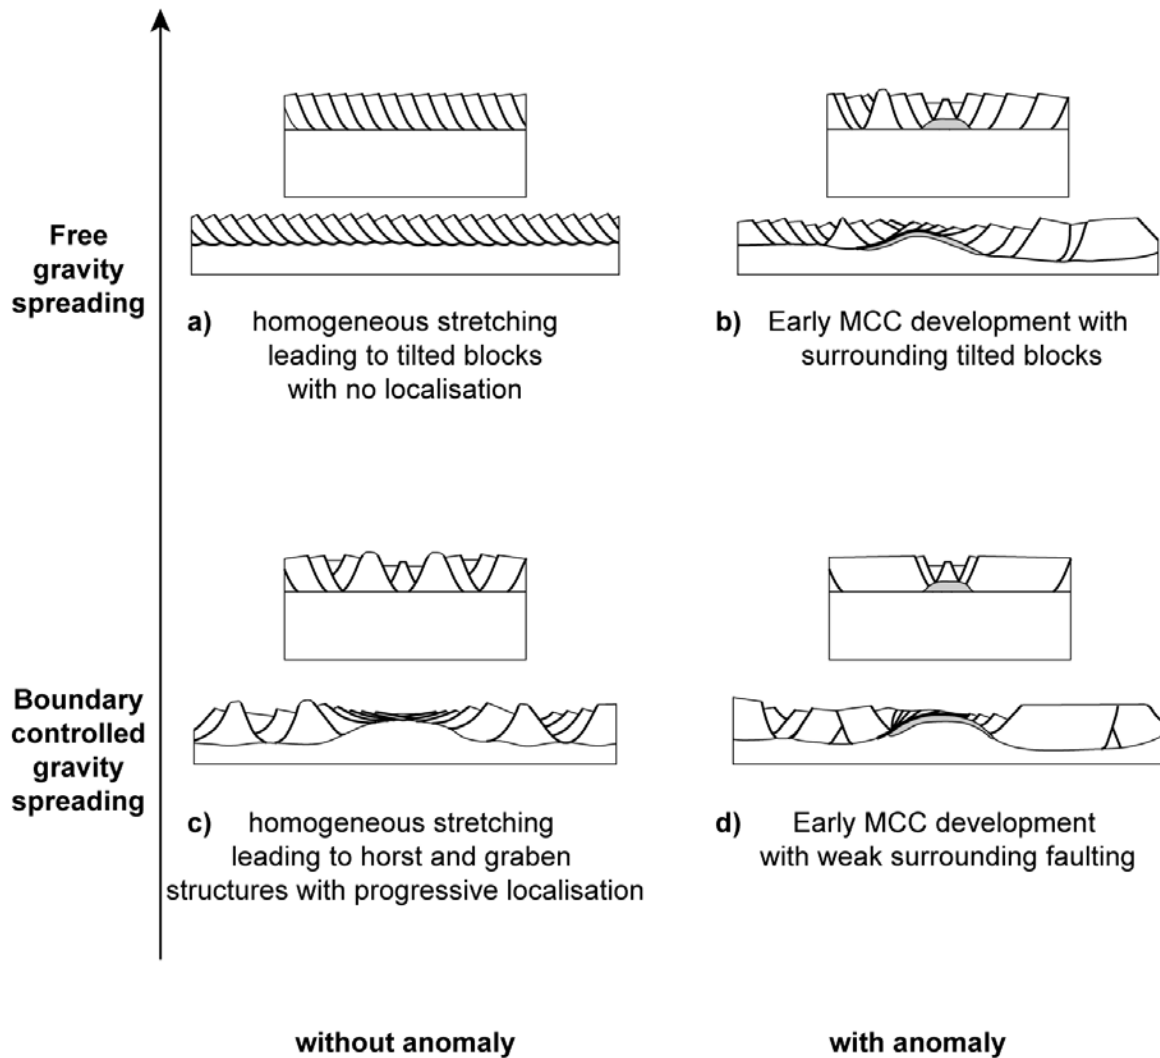 Free
gravity
spreading
a) homogeneous stretching
leading to tilted blocks
with no localisation
b) Early MCC development with
surrounding tilted blocks
Boundary
controlled
gravity
spreading
c) homogeneous stretching
leading to horst and graben
structures with progressive localisation
d) Early MCC development
with weak surrounding faulting
without anomaly
with anomaly